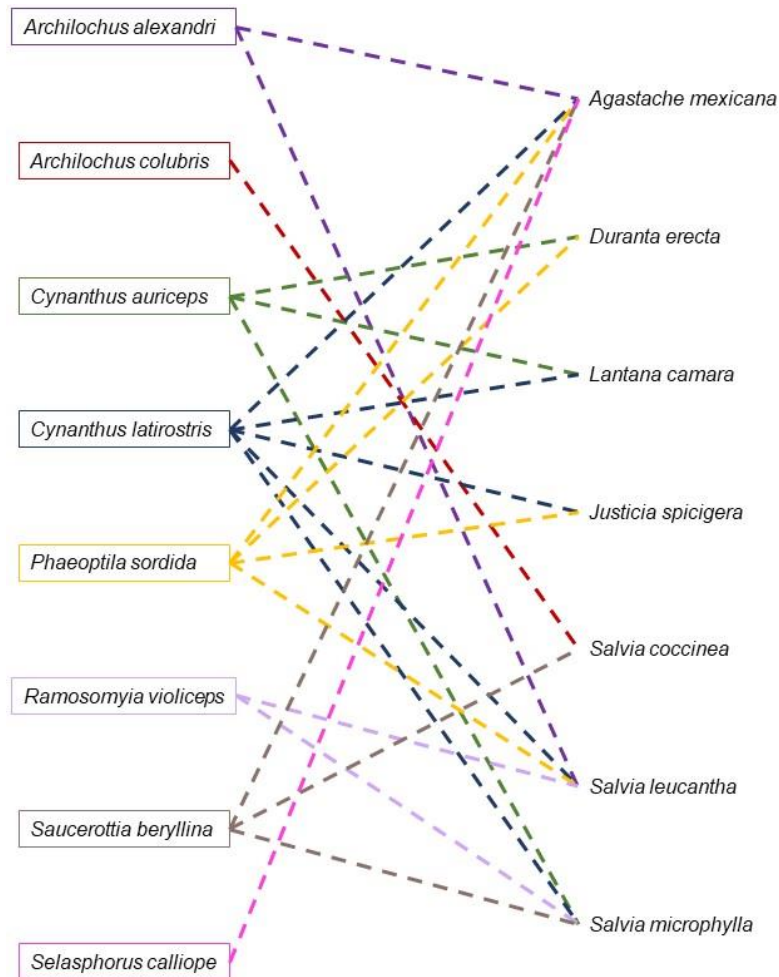 Archilochus alexandri
Agastache mexicana
Archilochus colubris
Duranta erecta
Cynanthus auriceps
Lantana camara
Cynanthus latirostris
Justicia spicigera
Phaeoptila sordida
Salvia coccinea
Ramosomyia violiceps
Salvia leucantha
Saucerottia beryllina
Salvia microphylla
Selasphorus calliope